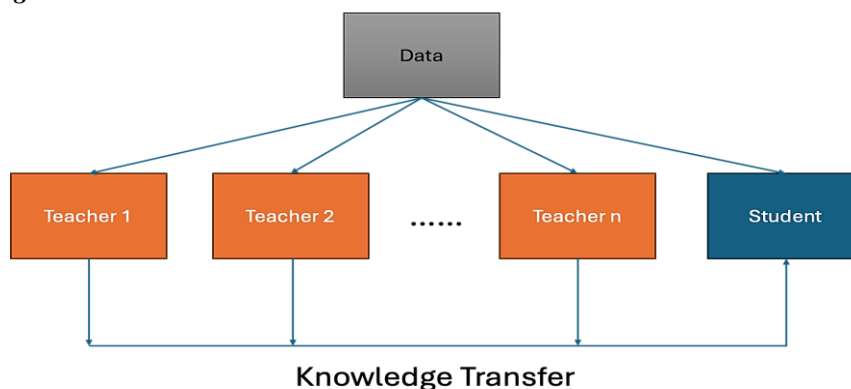 Data
Teacher 1
Teacher 2
......
Teacher n
Student
Knowledge Transfer